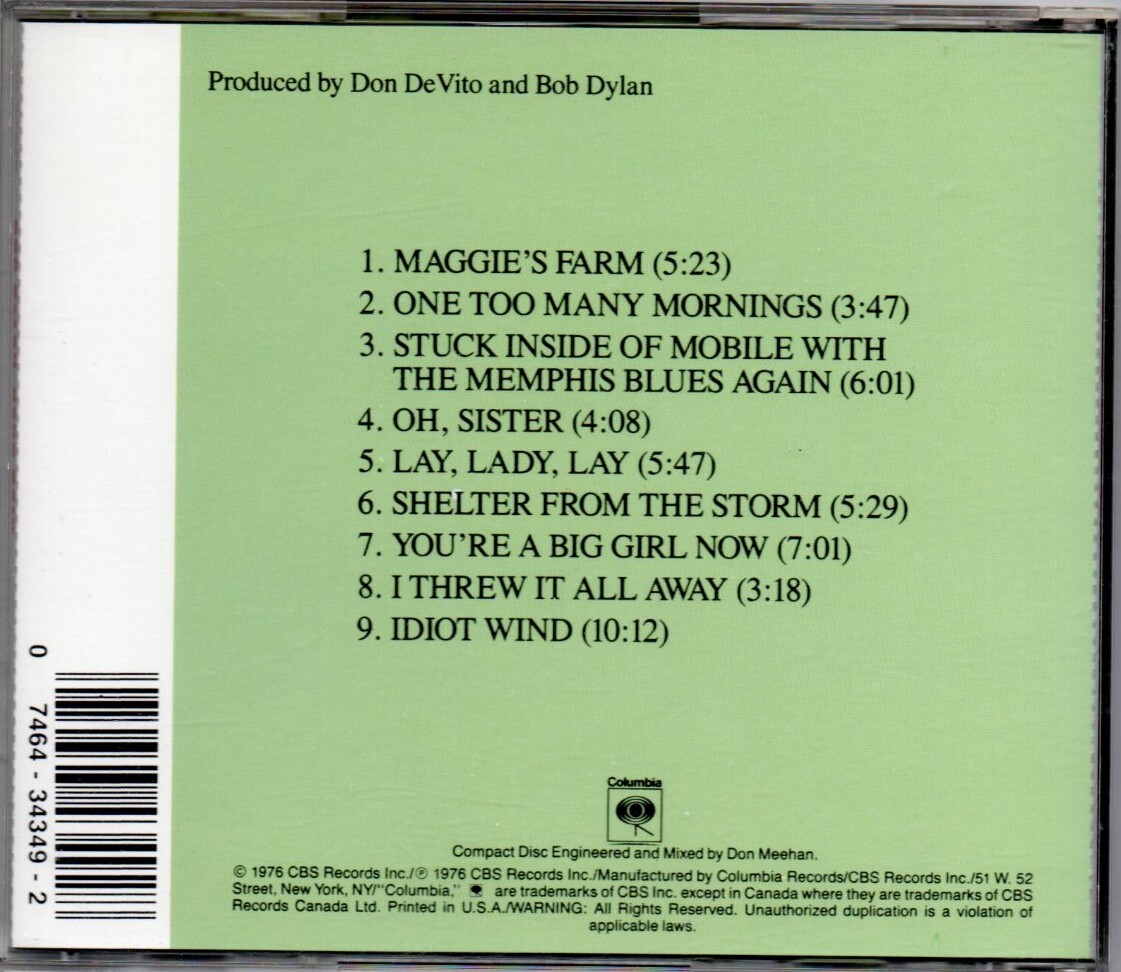 Produced by Don DeVito and Bob Dylan
1. MAGGIE'S FARM (5:23)
2. ONE TOO MANY MORNINGS (3:47)
3. STUCK INSIDE OF MOBILE WITH
THE MEMPHIS BLUES AGAIN (6:01)
4. OH, SISTER (4:08)
5. LAY, LADY, LAY (5:47)
6. SHELTER FROM THE STORM (5:29)
7. YOU'RE A BIG GIRL NOW (7:01)
8. I THREW IT ALL AWAY (3:18)
9. IDIOT WIND (10:12)
0 7464-34349-2
Columbia
Compact Disc Engineered and Mixed by Don Meehan.
© 1976 CBS Records Inc./℗ 1976 CBS Records Inc./Manufactured by Columbia Records/CBS Records Inc./51 W. 52
Street, New York, NY/"Columbia," are trademarks of CBS Inc. except in Canada where they are trademarks of CBS
Records Canada Ltd. Printed in U.S.A./WARNING: All Rights Reserved. Unauthorized duplication is a violation of
applicable laws.